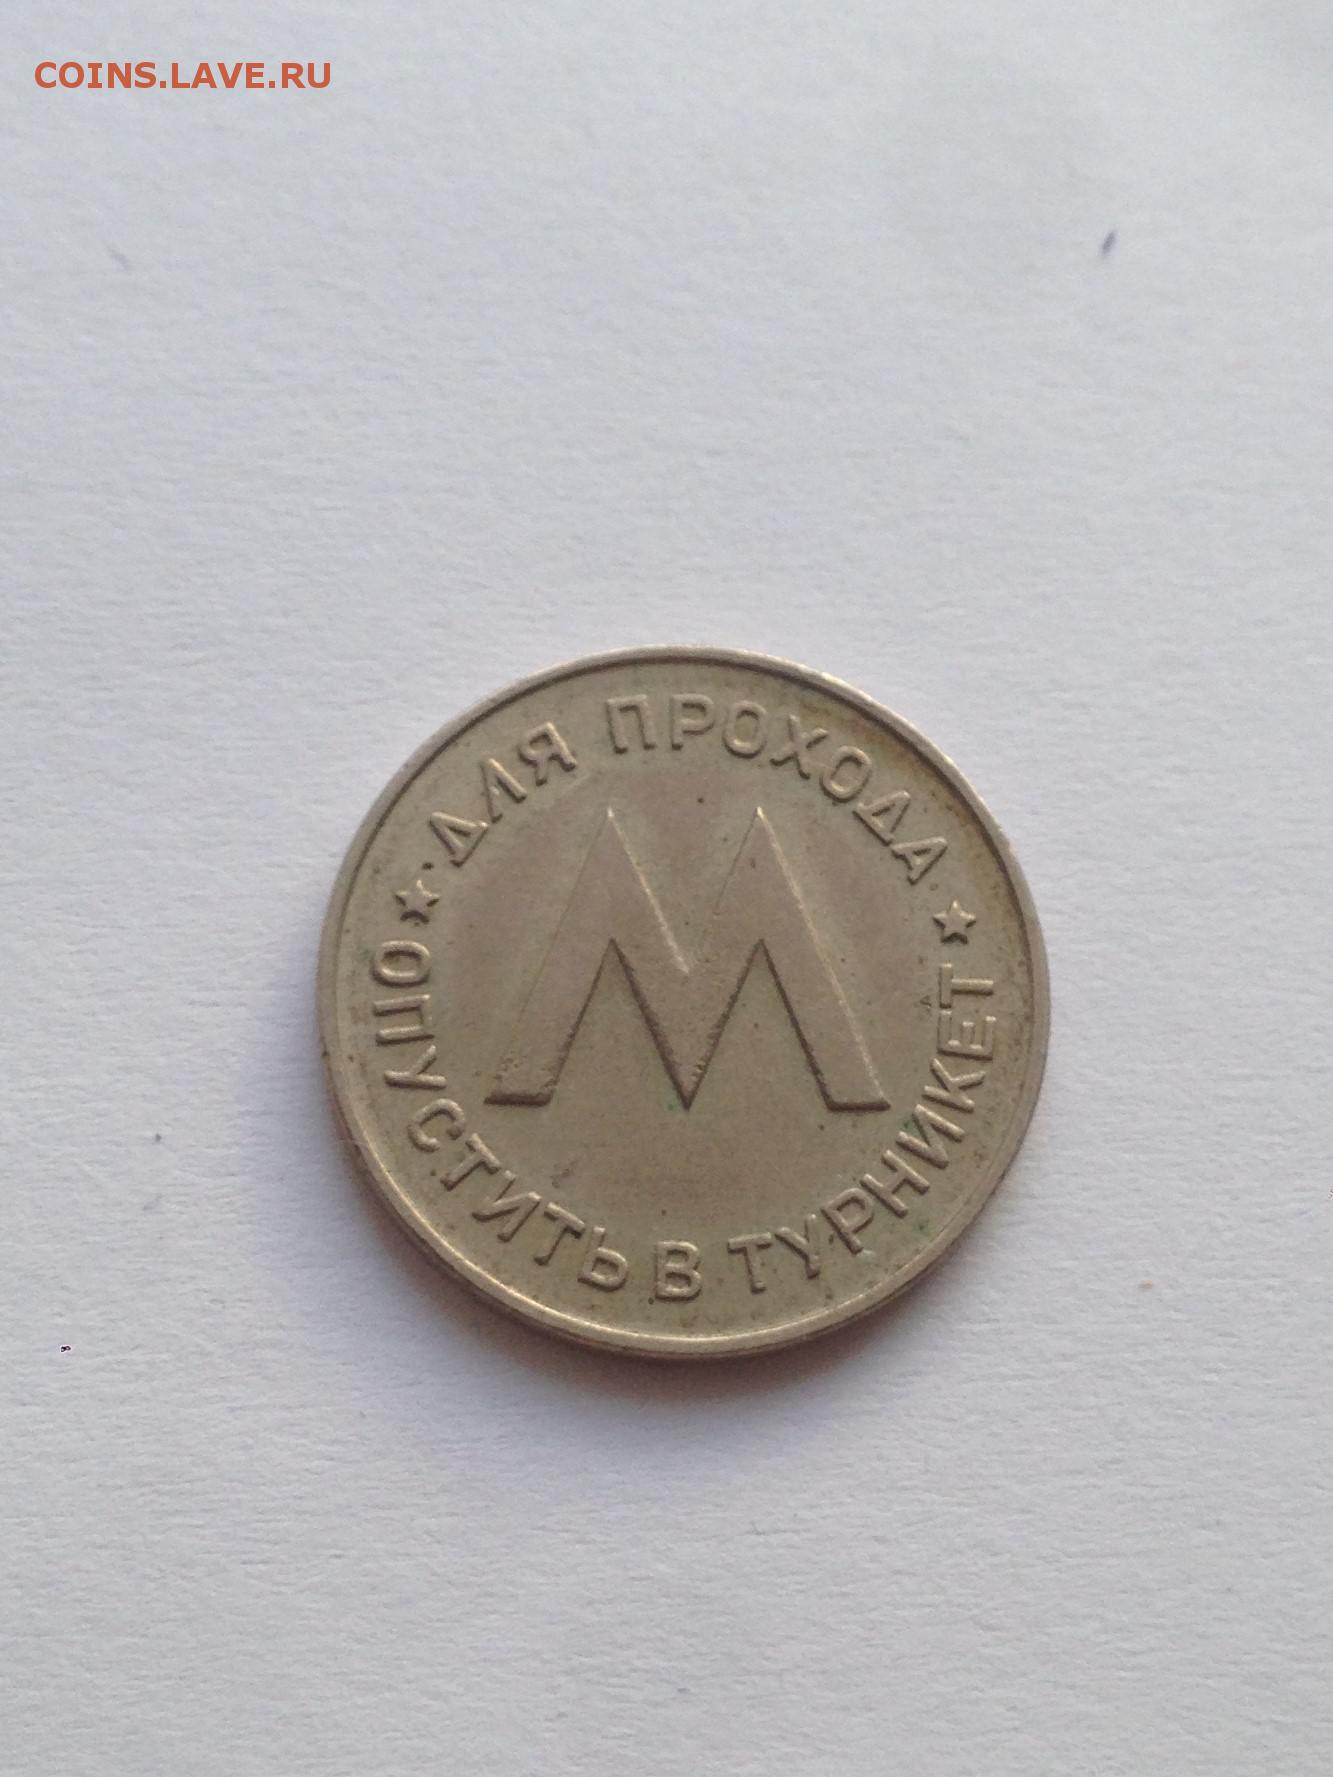 COINS.LAVE.RU
ДЛЯ ПРОХОДА
М
ОПУСТИТЬ В ТУРНИКЕТ